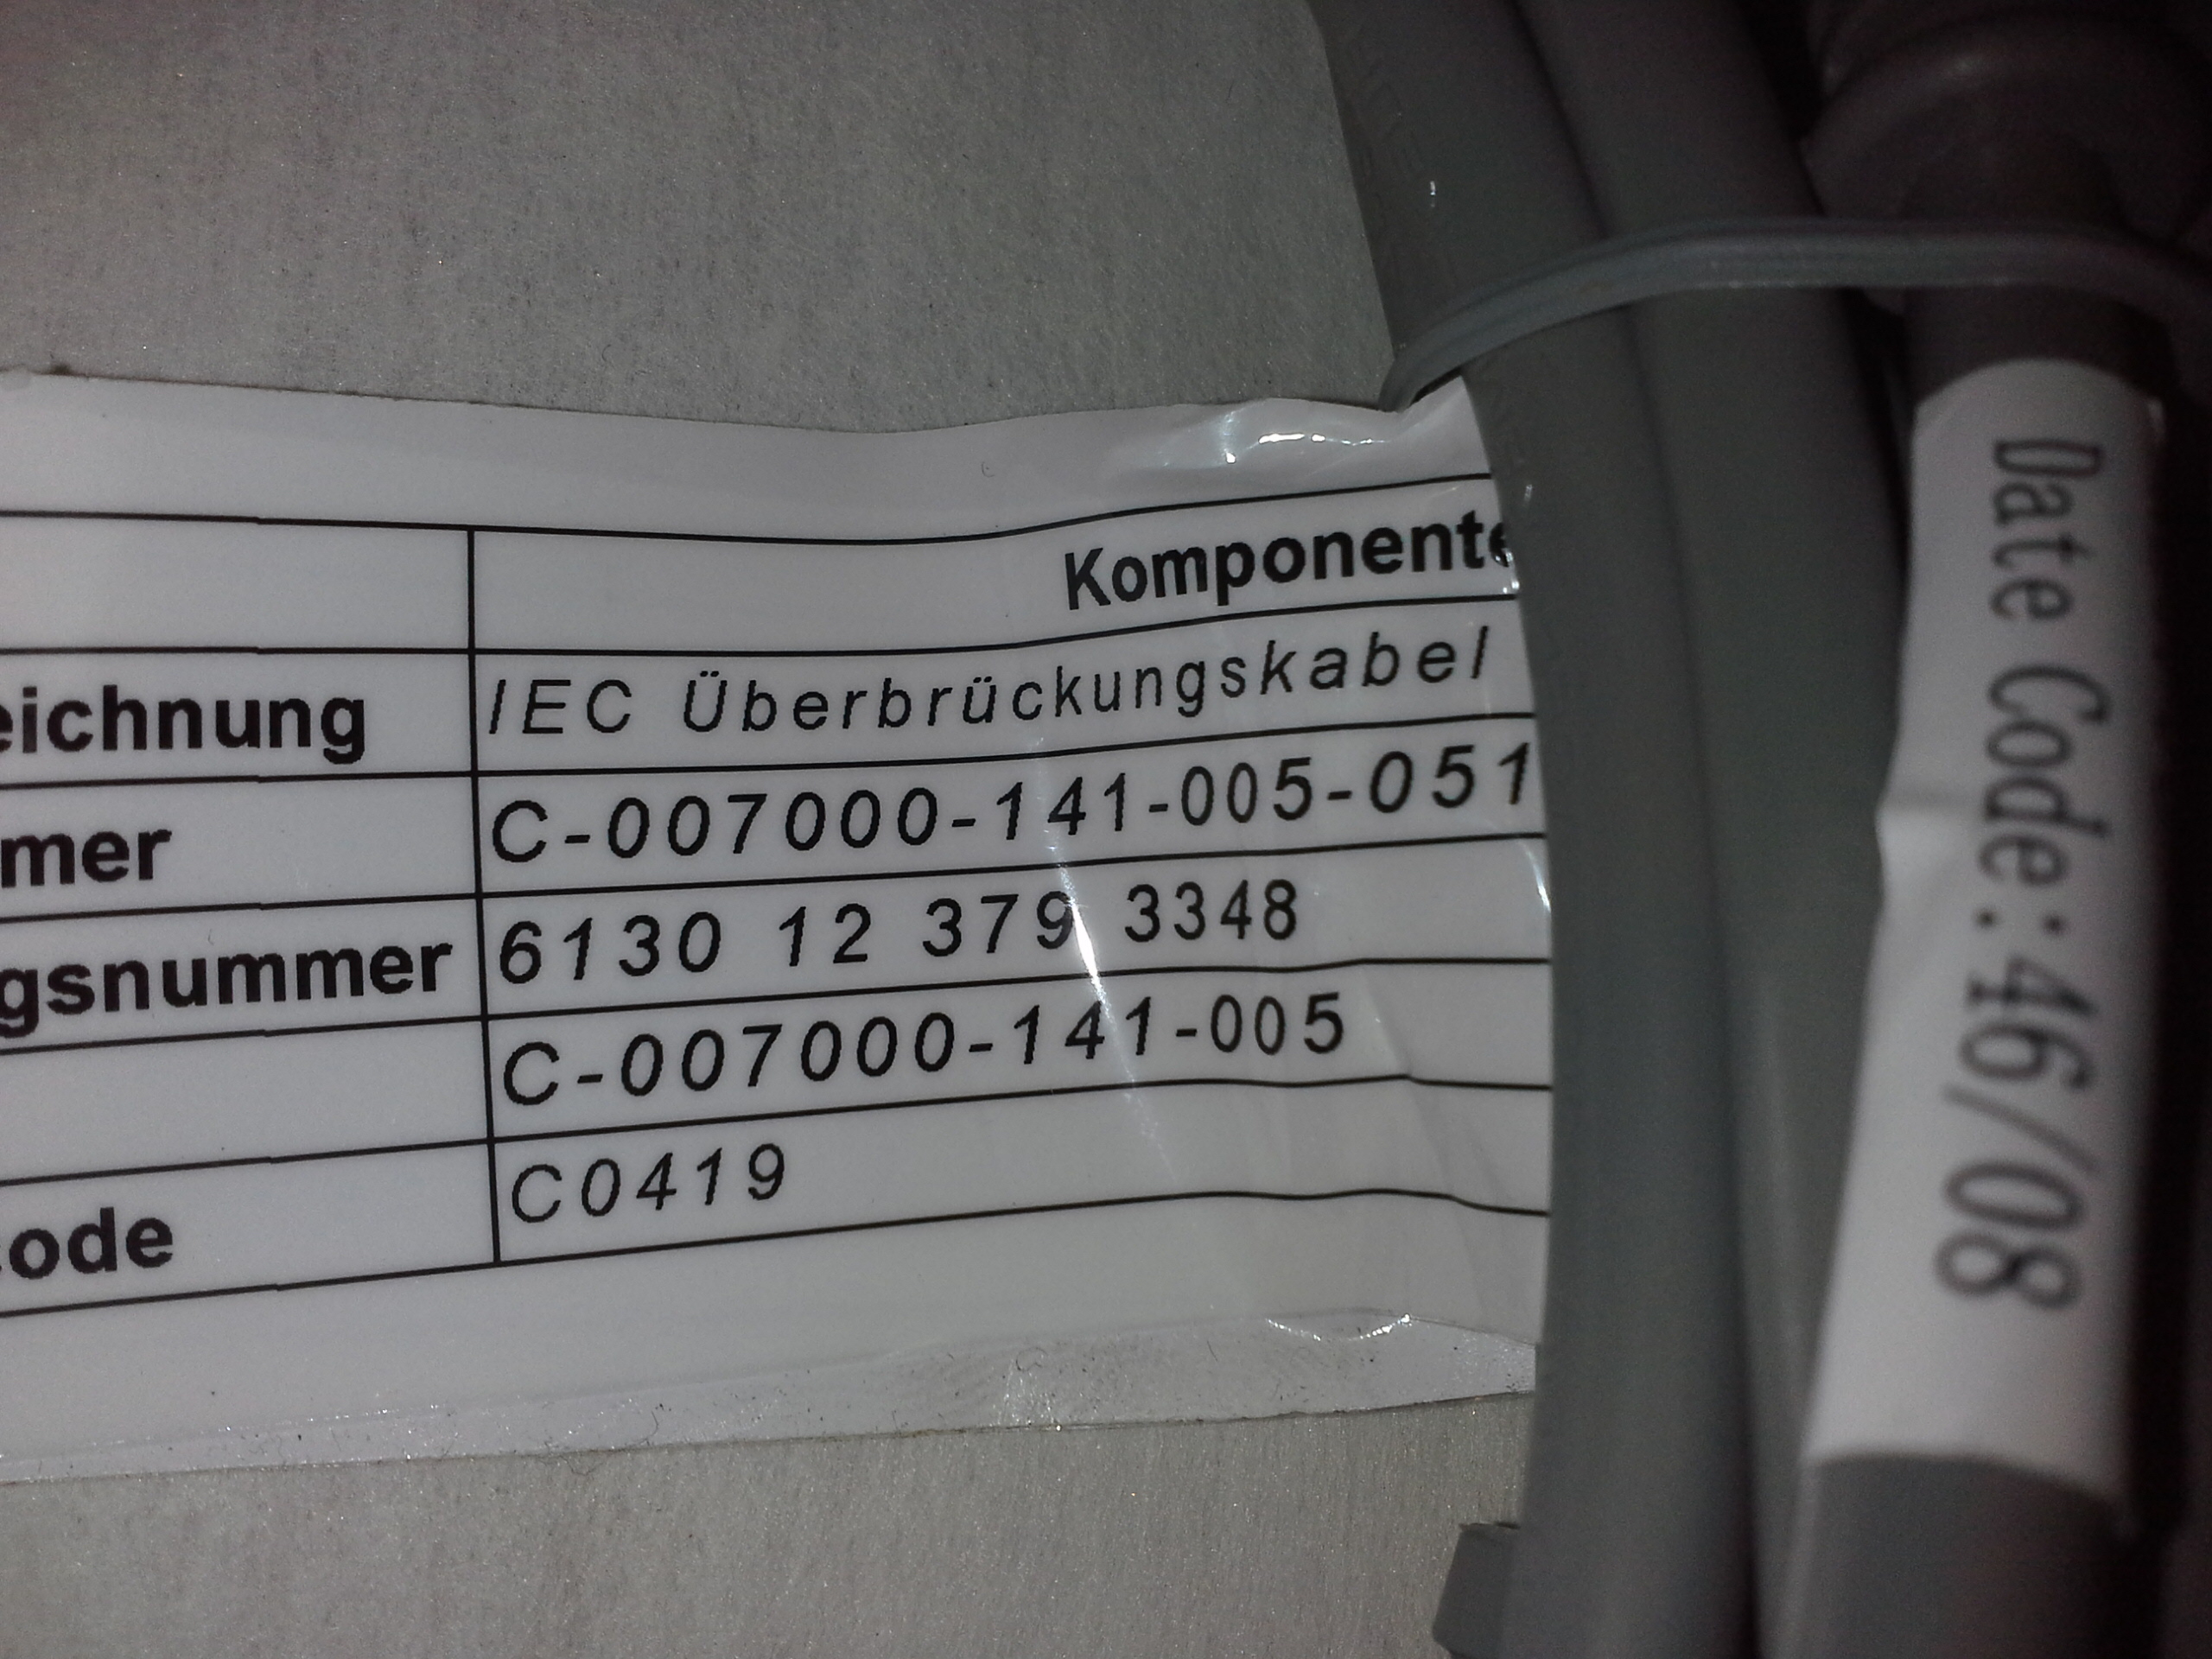 Komponente
eichnung IEC Überbrückungskabel
mer C-007000-141-005-051
gsnummer 6130 12 379 3348
C-007000-141-005
ode C0419
Date Code:46/08